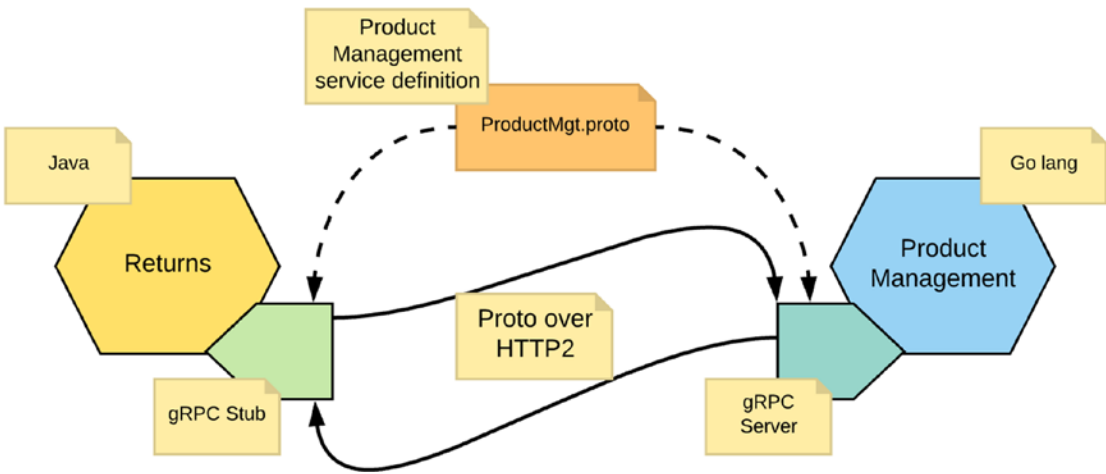 Product
Management
service definition
ProductMgt.proto
Java
Go lang
Returns
Product
Management
Proto over
HTTP2
gRPC Stub
gRPC
Server